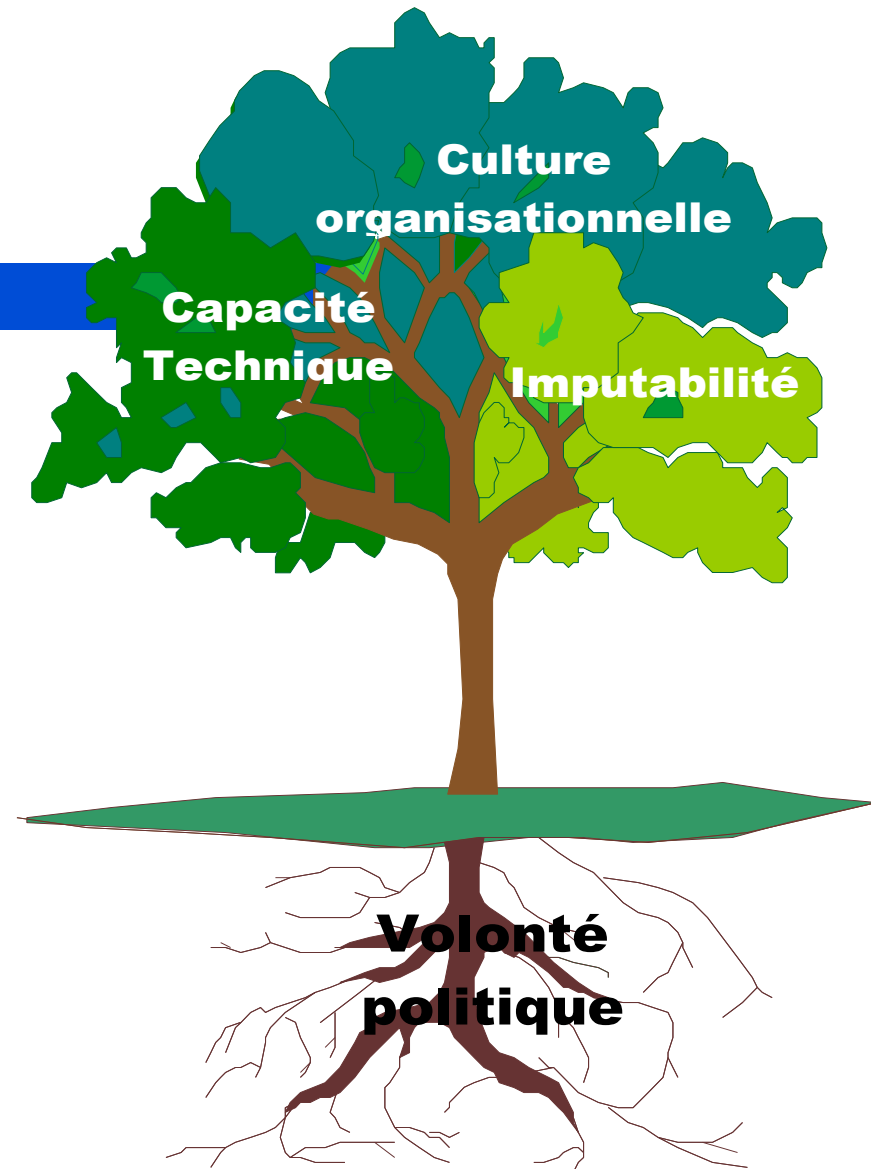 Culture
organisationnelle
Capacité
Technique
Imputabilité
Volonté
politique